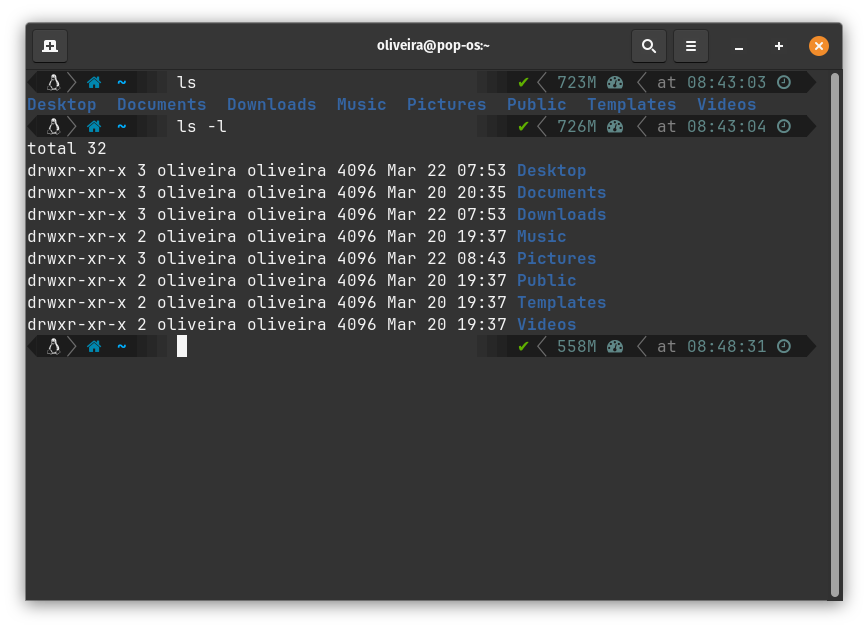 oliveira@pop-os:~
~ ls ✔ 723M at 08:43:03
Desktop Documents Downloads Music Pictures Public Templates Videos
~ ls -l ✔ 726M at 08:43:04
total 32
drwxr-xr-x 3 oliveira oliveira 4096 Mar 22 07:53 Desktop
drwxr-xr-x 3 oliveira oliveira 4096 Mar 20 20:35 Documents
drwxr-xr-x 3 oliveira oliveira 4096 Mar 22 07:53 Downloads
drwxr-xr-x 2 oliveira oliveira 4096 Mar 20 19:37 Music
drwxr-xr-x 3 oliveira oliveira 4096 Mar 22 08:43 Pictures
drwxr-xr-x 2 oliveira oliveira 4096 Mar 20 19:37 Public
drwxr-xr-x 2 oliveira oliveira 4096 Mar 20 19:37 Templates
drwxr-xr-x 2 oliveira oliveira 4096 Mar 20 19:37 Videos
~ ✔ 558M at 08:48:31